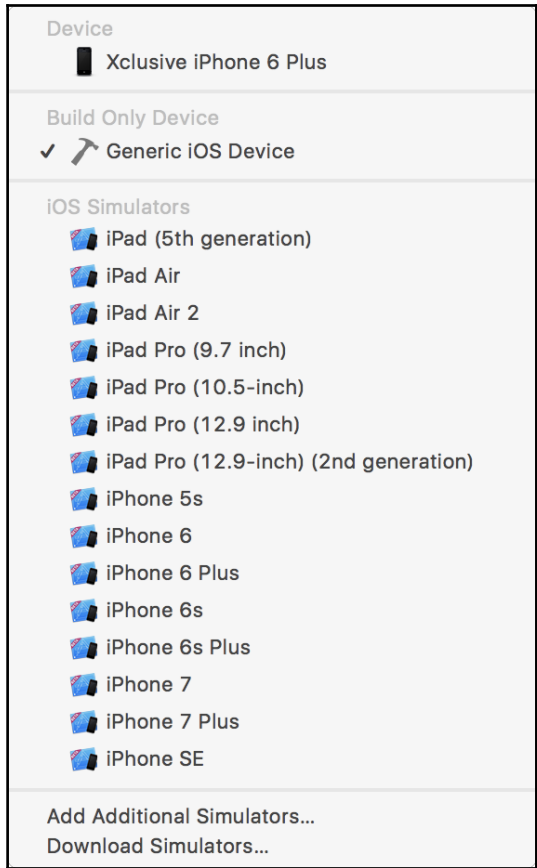 Device
Xclusive iPhone 6 Plus
Build Only Device
✓ Generic iOS Device
iOS Simulators
iPad (5th generation)
iPad Air
iPad Air 2
iPad Pro (9.7 inch)
iPad Pro (10.5-inch)
iPad Pro (12.9 inch)
iPad Pro (12.9-inch) (2nd generation)
iPhone 5s
iPhone 6
iPhone 6 Plus
iPhone 6s
iPhone 6s Plus
iPhone 7
iPhone 7 Plus
iPhone SE
Add Additional Simulators...
Download Simulators...